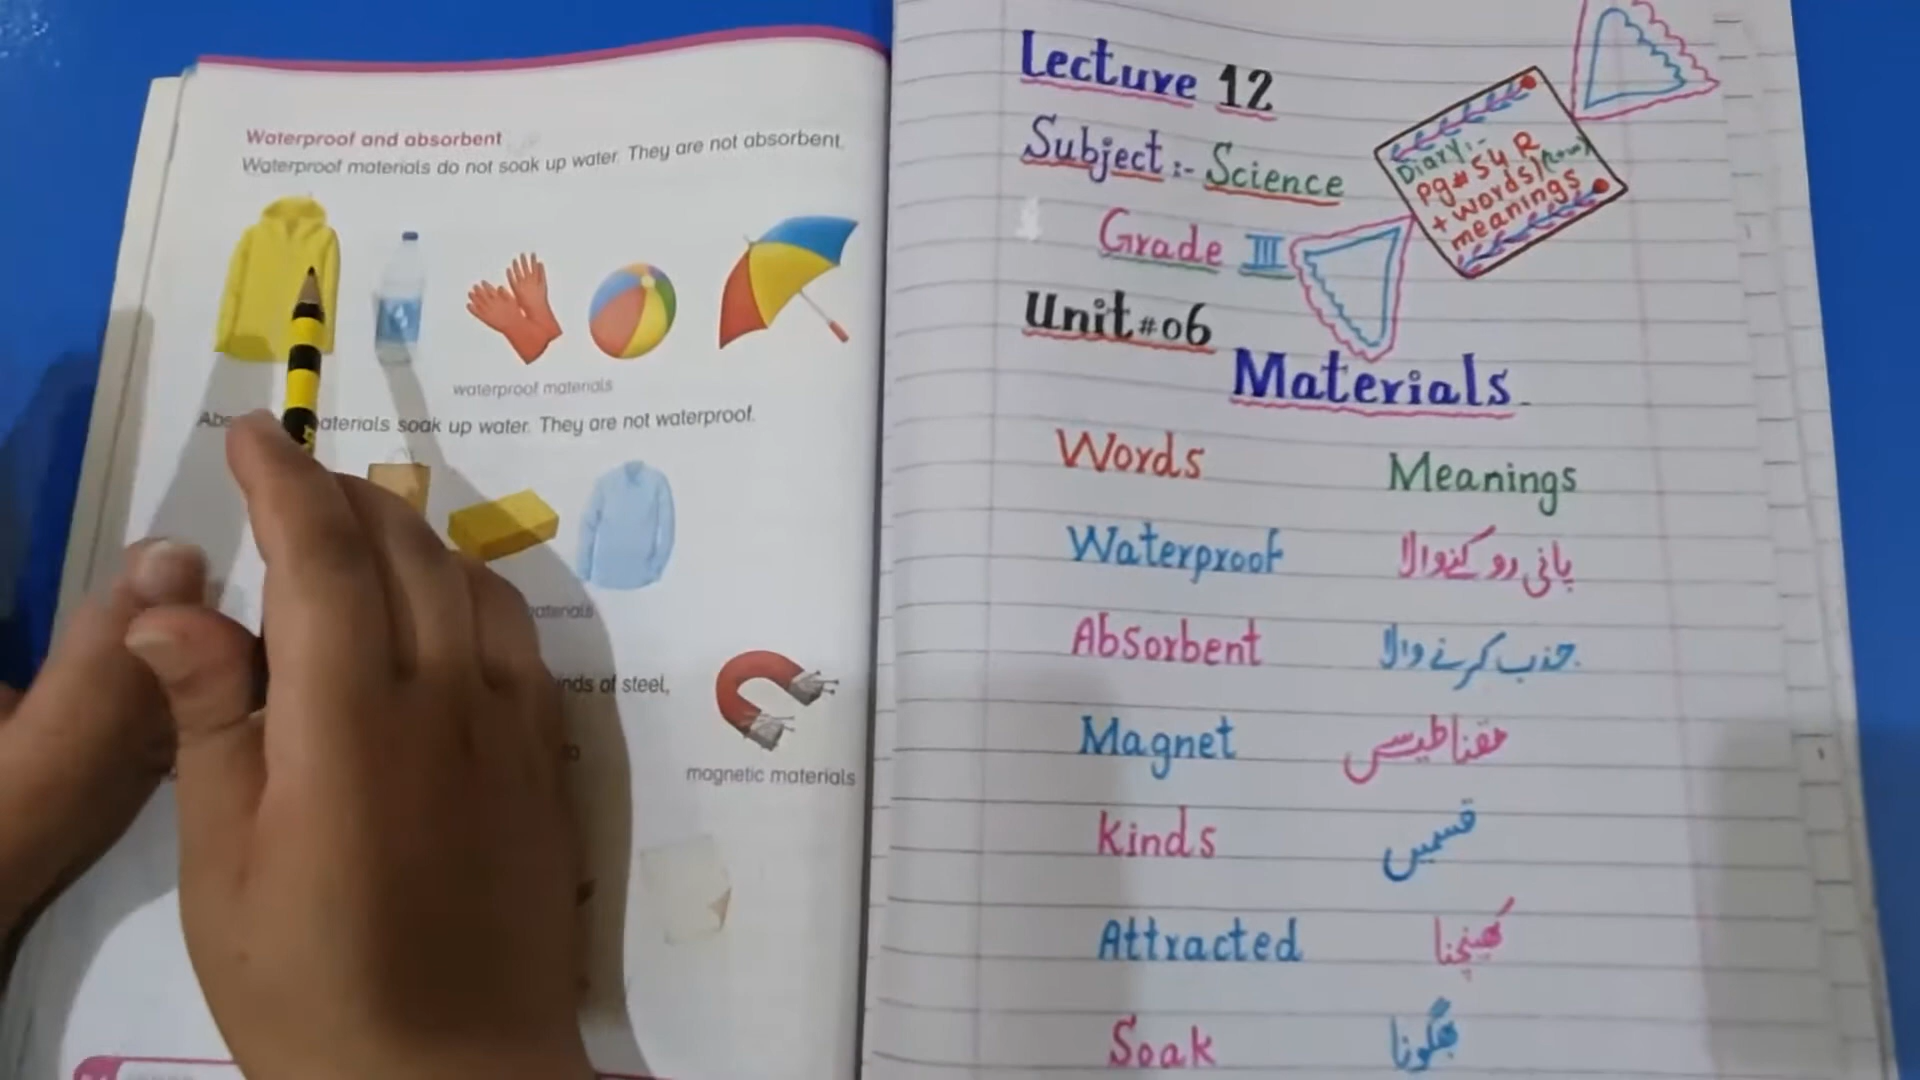 Waterproof and absorbent
Waterproof materials do not soak up water. They are not absorbent.
waterproof materials
soak up water. They are not waterproof.
of steel,
magnetic materials
Lecture 12
Subject:- Science
Grade III
Unit#06
Materials
Diary:-
Pg# 54 R
+ words/
meanings
Words Meanings
Waterproof پانی روکنے والا
Absorbent جذب کرنے والا
Magnet مقناطیس
Kinds قسمیں
Attracted کھینچنا
Soak بھگونا